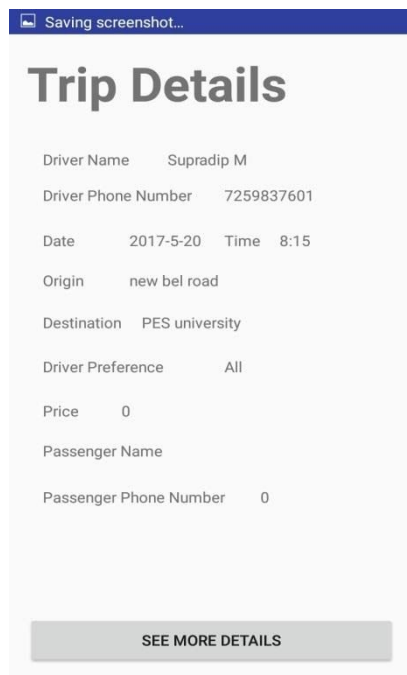 Saving screenshot...
Trip Details
Driver Name Supradip M
Driver Phone Number 7259837601
Date 2017-5-20 Time 8:15
Origin new bel road
Destination PES university
Driver Preference All
Price 0
Passenger Name
Passenger Phone Number 0
SEE MORE DETAILS